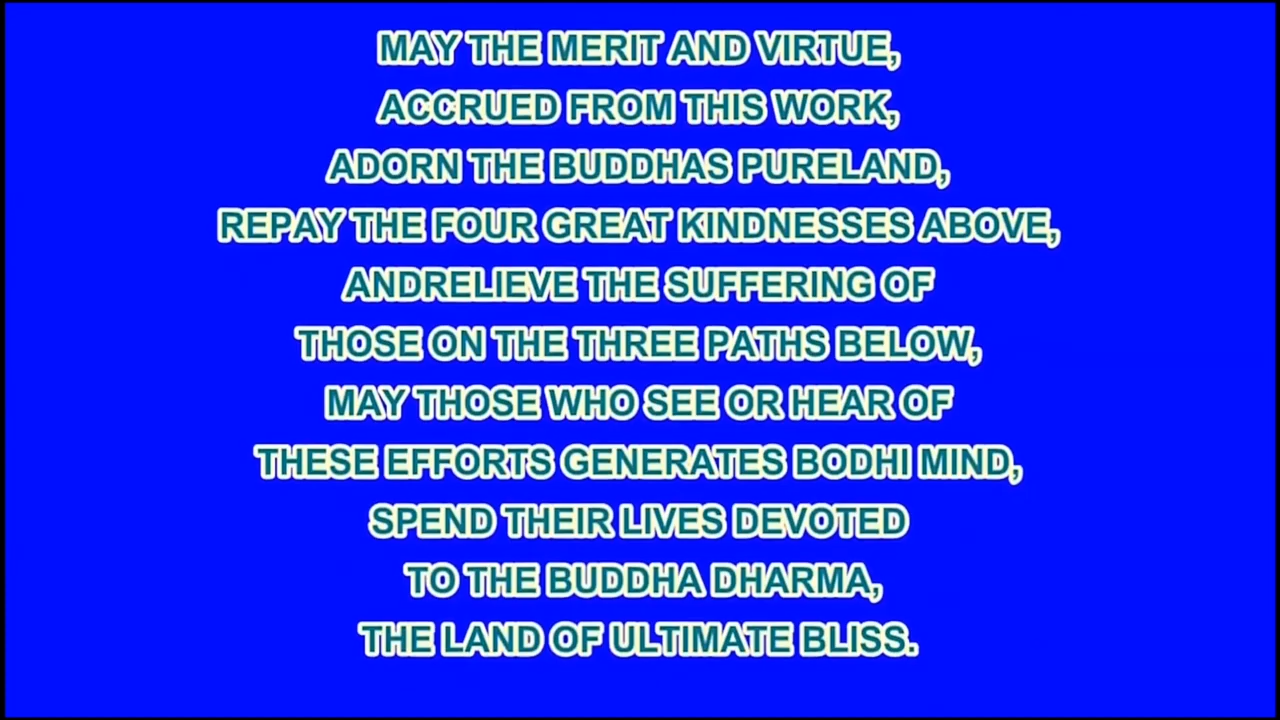 MAY THE MERIT AND VIRTUE,
ACCRUED FROM THIS WORK,
ADORN THE BUDDHAS PURELAND,
REPAY THE FOUR GREAT KINDNESSES ABOVE,
ANDRELIEVE THE SUFFERING OF
THOSE ON THE THREE PATHS BELOW,
MAY THOSE WHO SEE OR HEAR OF
THESE EFFORTS GENERATES BODHI MIND,
SPEND THEIR LIVES DEVOTED
TO THE BUDDHA DHARMA,
THE LAND OF ULTIMATE BLISS.